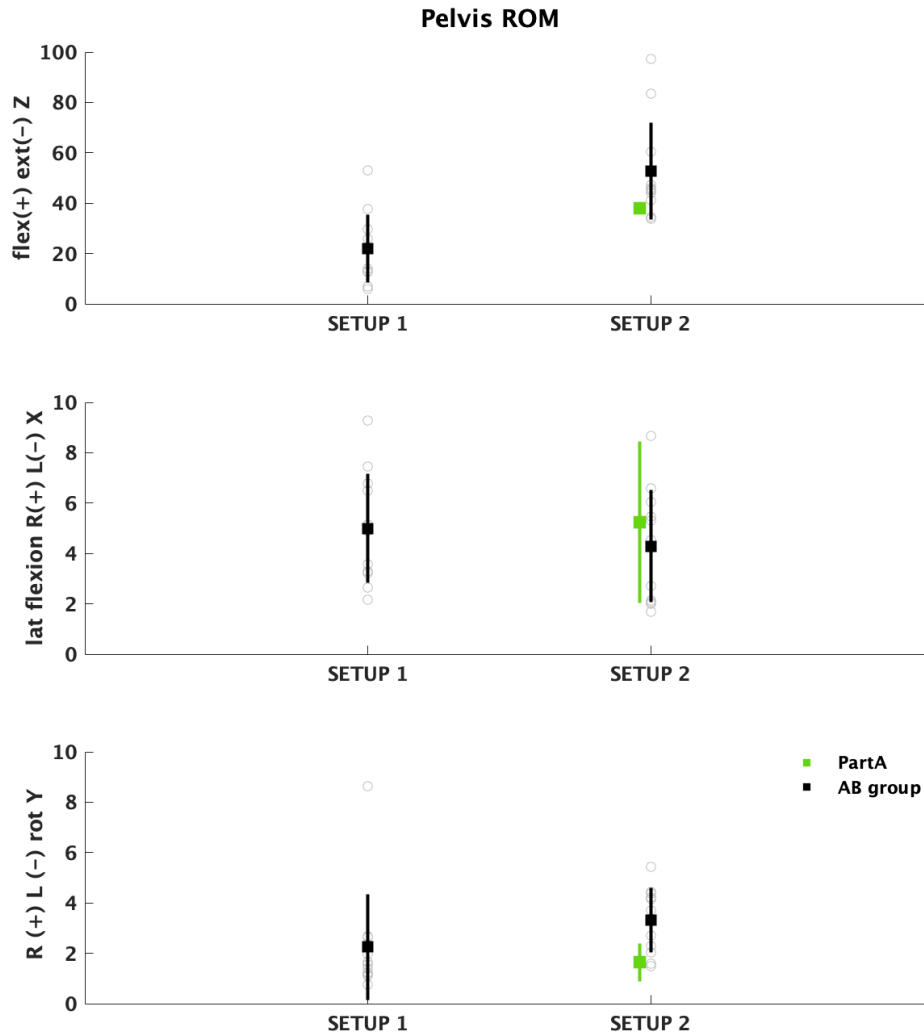 Pelvis ROM
flex(+) ext(-) Z
100
80
60
40
20
0
SETUP 1 SETUP 2
lat flexion R(+) L(-) X
10
8
6
4
2
0
SETUP 1 SETUP 2
R (+) L (-) rot Y
10
8
6
4
2
0
PartA
AB group
SETUP 1 SETUP 2